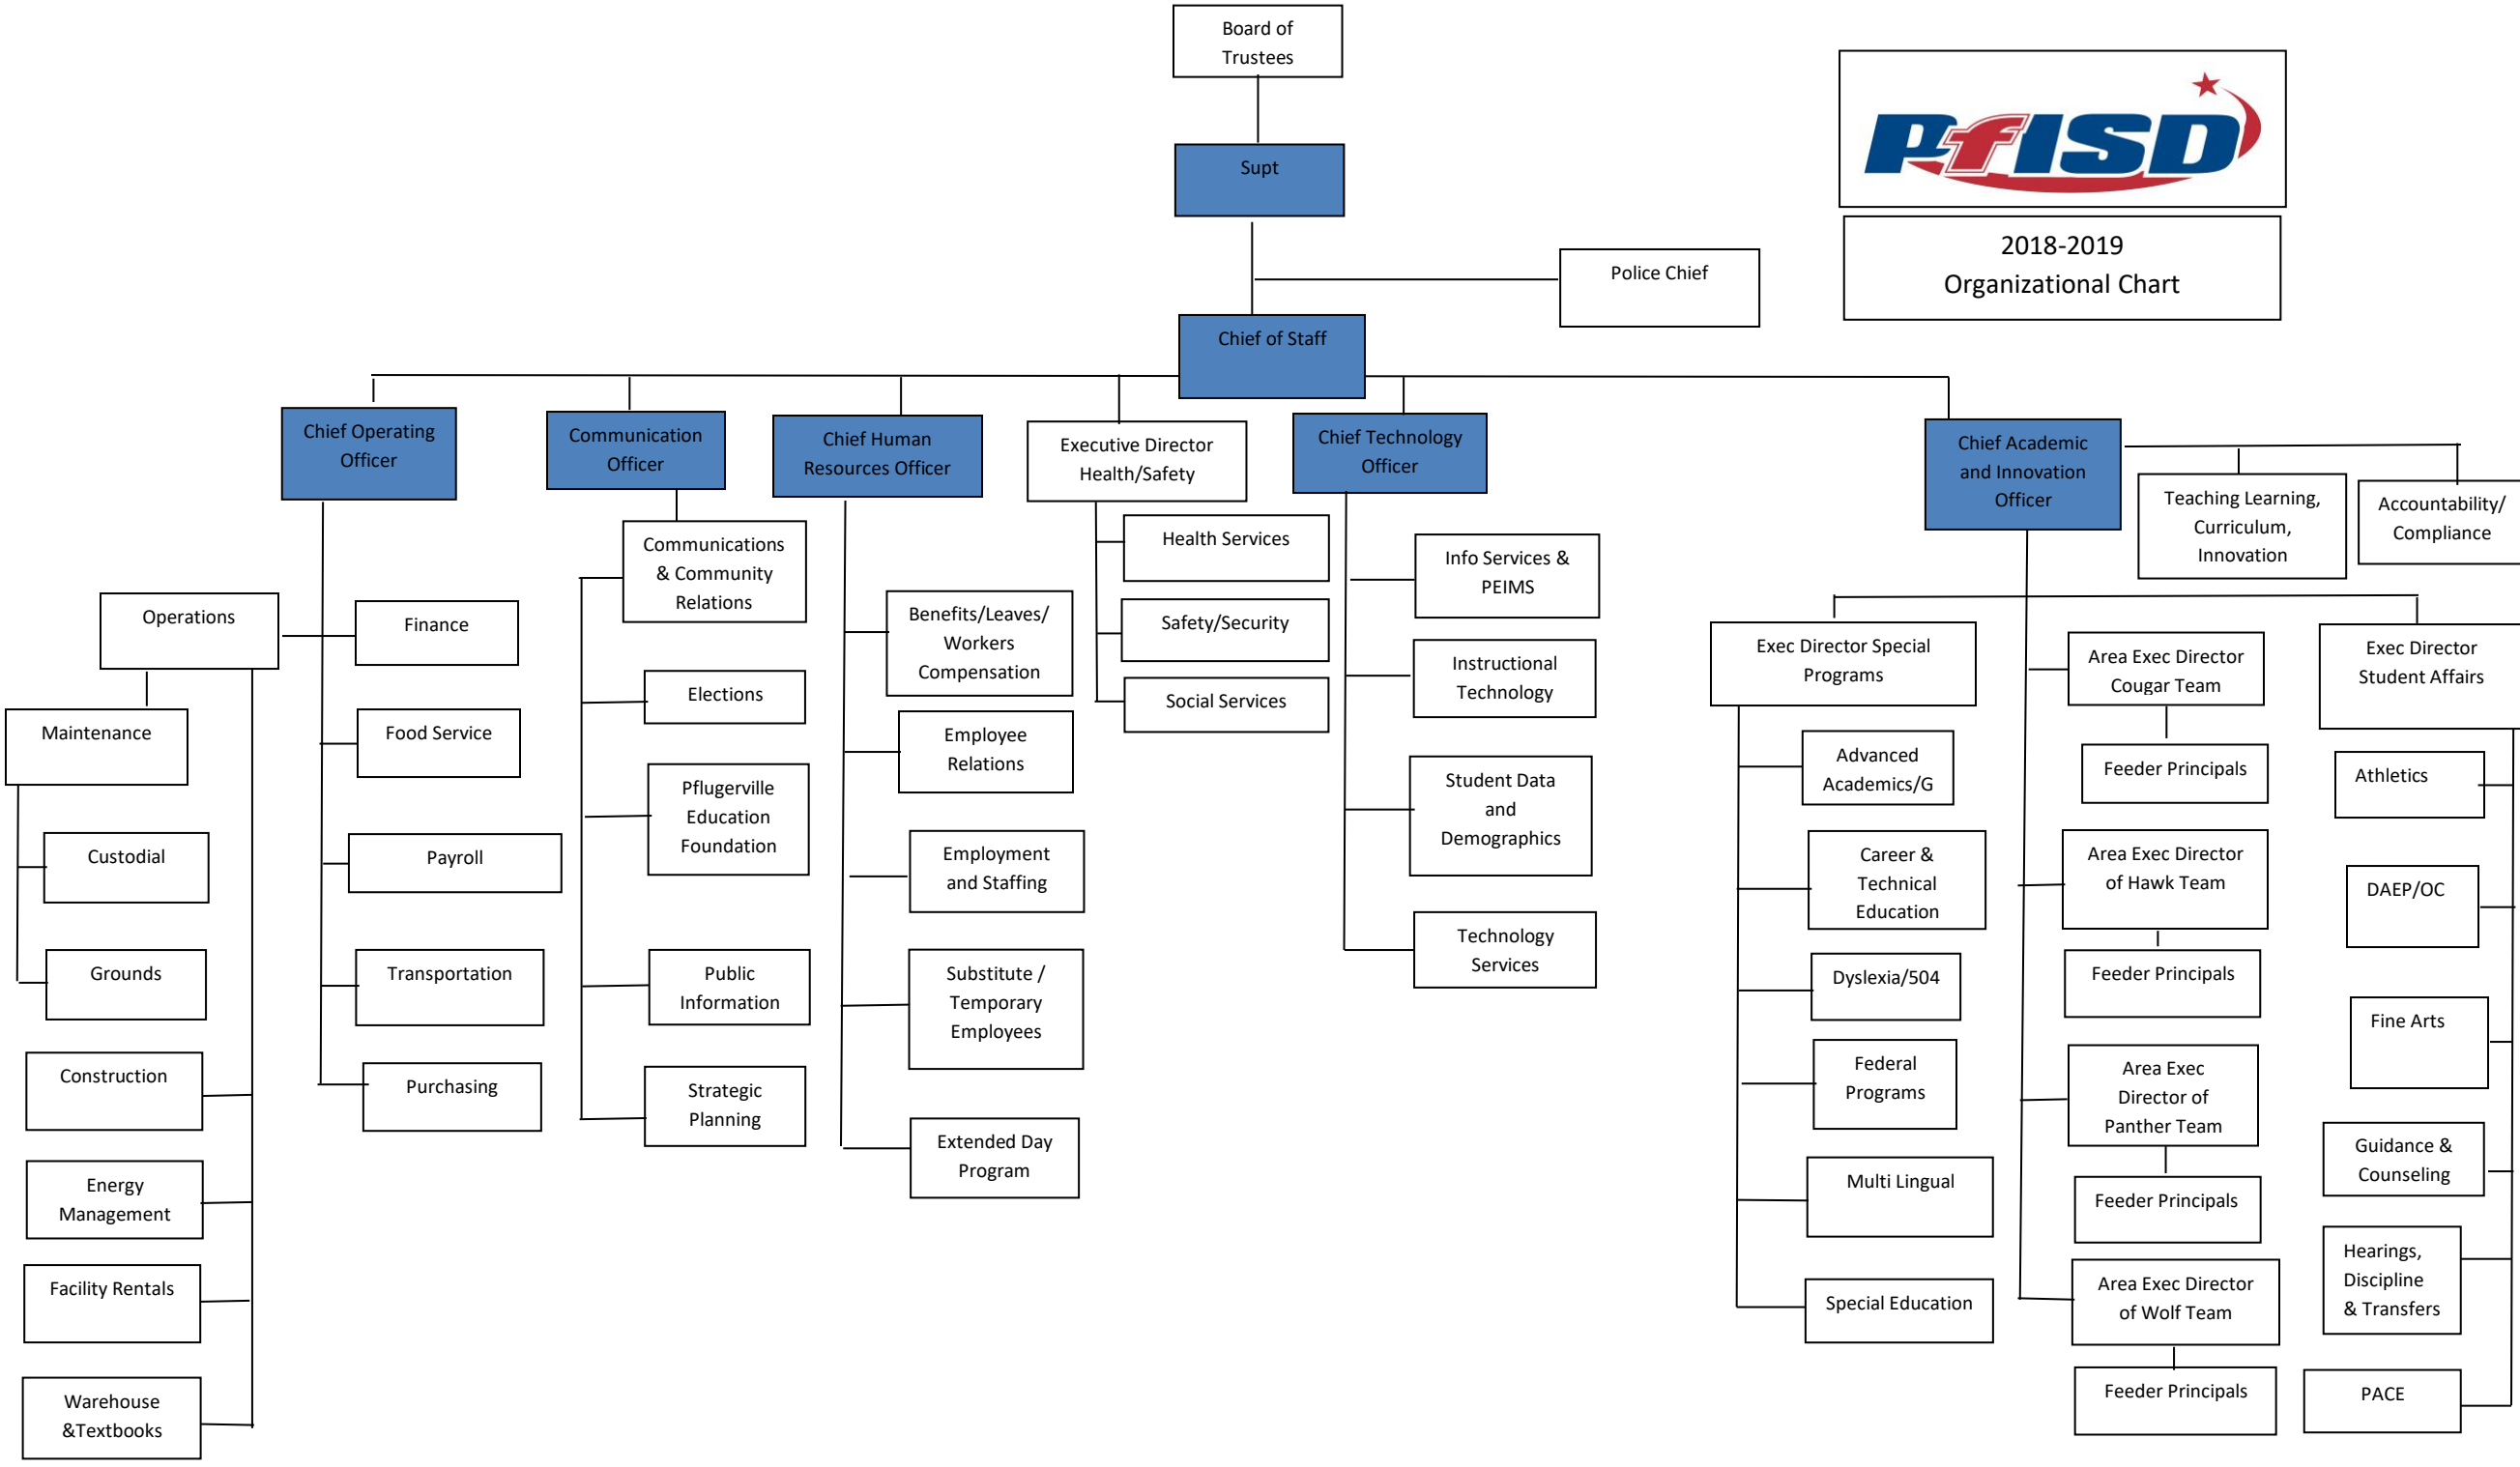 Board of
Trustees
PfISD
Supt
2018-2019
Organizational Chart
Police Chief
Chief of Staff
Chief Operating
Officer
Communication
Officer
Chief Human
Resources Officer
Executive Director
Health/Safety
Chief Technology
Officer
Chief Academic
and Innovation
Officer
Teaching Learning,
Curriculum,
Innovation
Accountability/
Compliance
Operations
Maintenance
Custodial
Grounds
Construction
Energy
Management
Facility Rentals
Warehouse
&Textbooks
Finance
Food Service
Payroll
Transportation
Purchasing
Communications
& Community
Relations
Elections
Pflugerville
Education
Foundation
Public
Information
Strategic
Planning
Benefits/Leaves/
Workers
Compensation
Employee
Relations
Employment
and Staffing
Substitute /
Temporary
Employees
Extended Day
Program
Health Services
Safety/Security
Social Services
Info Services &
PEIMS
Instructional
Technology
Student Data
and
Demographics
Technology
Services
Exec Director Special
Programs
Advanced
Academics/G
Career &
Technical
Education
Dyslexia/504
Federal
Programs
Multi Lingual
Special Education
Area Exec Director
Cougar Team
Feeder Principals
Area Exec Director
of Hawk Team
Feeder Principals
Area Exec
Director of
Panther Team
Feeder Principals
Area Exec Director
of Wolf Team
Feeder Principals
Exec Director
Student Affairs
Athletics
DAEP/OC
Fine Arts
Guidance &
Counseling
Hearings,
Discipline
& Transfers
PACE